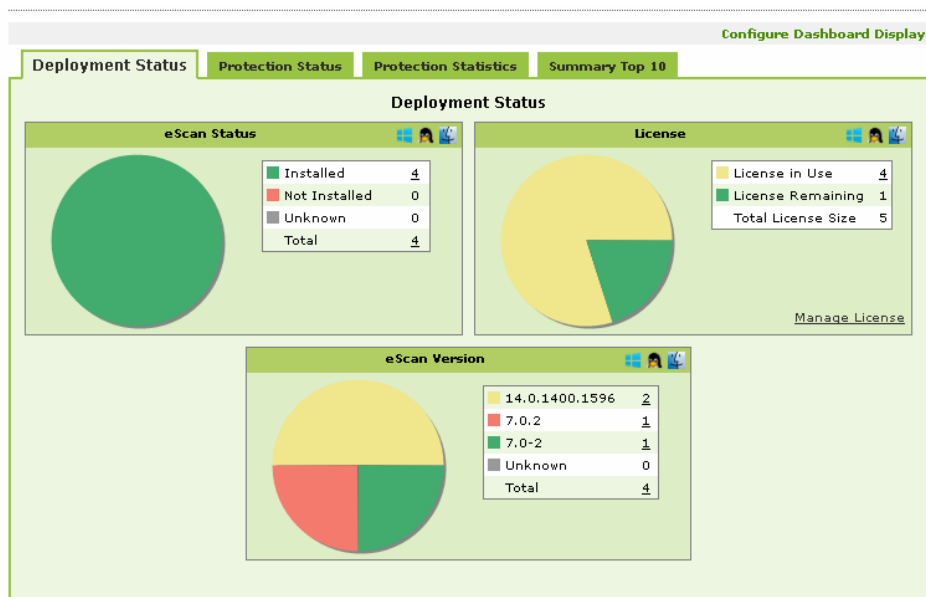 Configure Dashboard Display
Deployment Status
Protection Status
Protection Statistics
Summary Top 10
Deployment Status
eScan Status
Installed 4
Not Installed 0
Unknown 0
Total 4
License
License in Use 4
License Remaining 1
Total License Size 5
Manage License
eScan Version
14.0.1400.1596 2
7.0.2 1
7.0-2 1
Unknown 0
Total 4